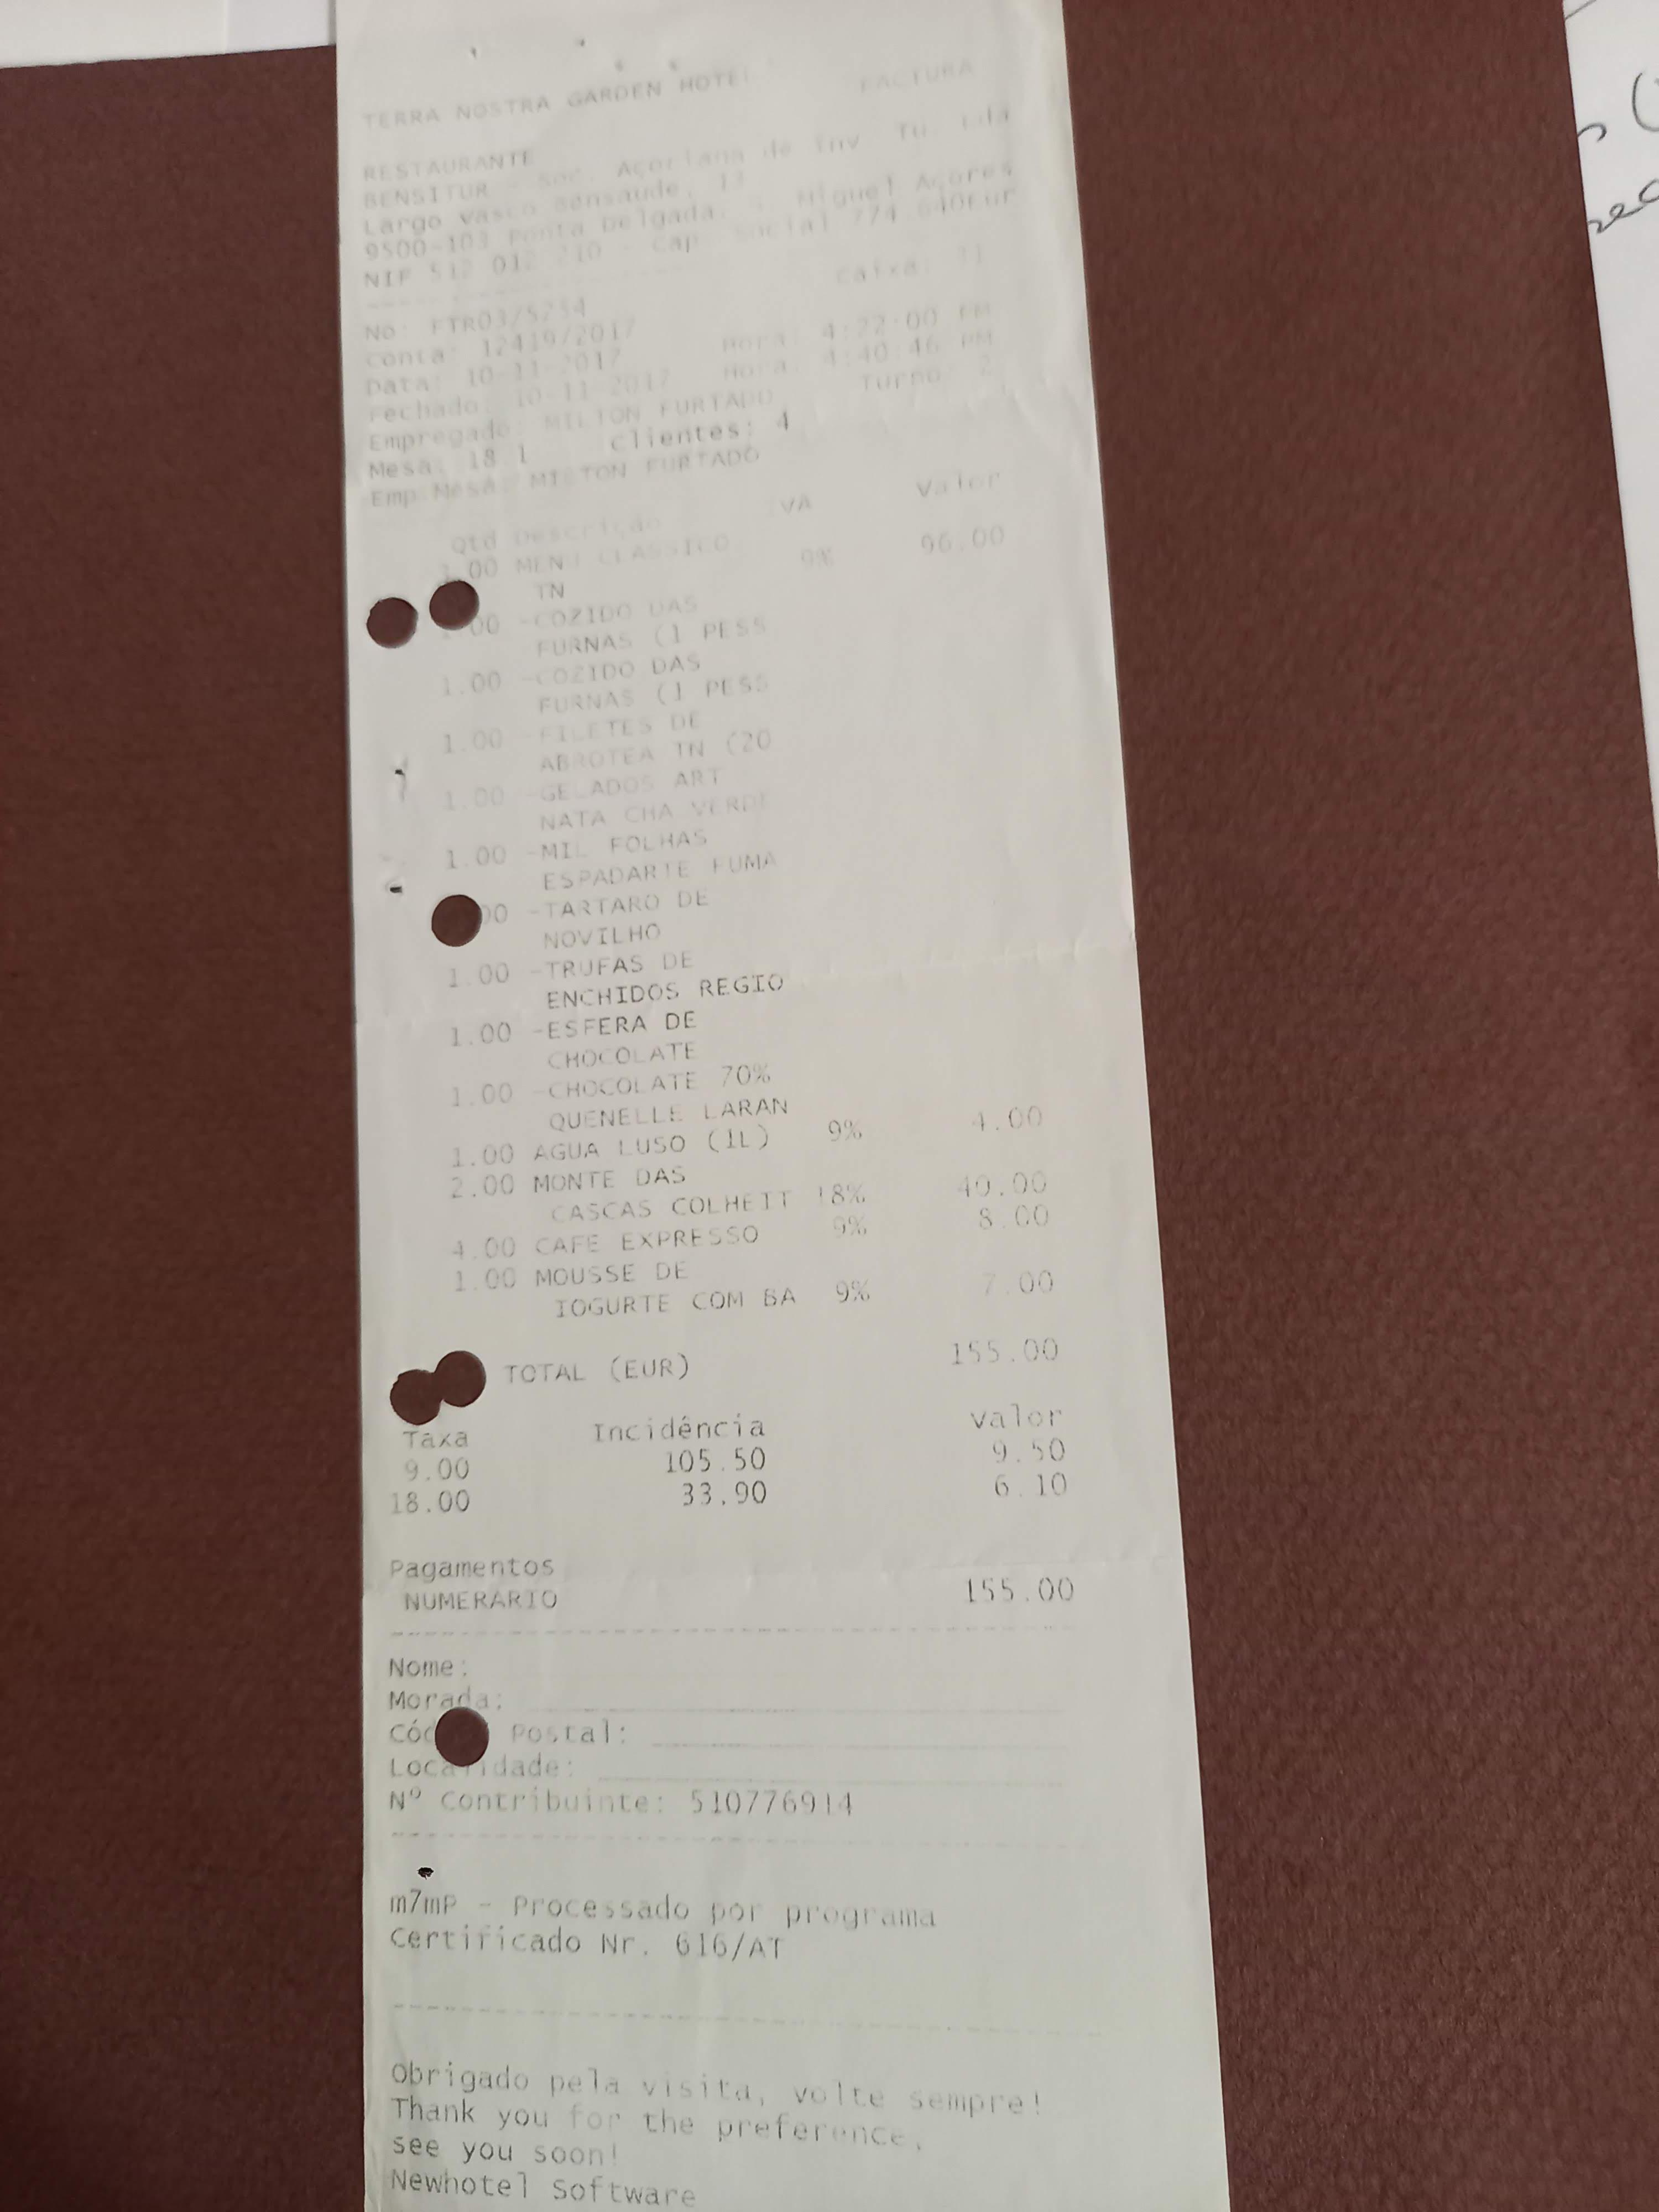 TERRA NOSTRA GARDEN HOTEL
FACTURA
RESTAURANTE
BENSITUR - Soc. Açoriana de Inv. Tu. Lda
Largo Vasco Bensaude, 13
9500-103 Ponta Delgada, S. Miguel Açores
NIF 512 012 210 - Cap. Social 774.640Eur
Caixa: 31
No: FTR03/5254
Conta: 12419/2017
Data: 10-11-2017 Hora: 4:22:00 PM
Fechado: 10-11-2017 Hora: 4:40:46 PM
Empregado: MILTON FURTADO Turno: 2
Mesa: 18.1 Clientes: 4
Emp Mesa: MILTON FURTADO
Qtd Descrição IVA Valor
1.00 MENU CLASSICO 9% 96.00
TN
00 -COZIDO DAS
FURNAS (1 PESS
1.00 -COZIDO DAS
FURNAS (1 PESS
1.00 -FILETES DE
ABROTEA TN (20
1.00 -GELADOS ART
NATA CHA VERDE
1.00 -MIL FOLHAS
ESPADARTE FUMA
00 -TARTARO DE
NOVILHO
1.00 -TRUFAS DE
ENCHIDOS REGIO
1.00 -ESFERA DE
CHOCOLATE
1.00 -CHOCOLATE 70%
QUENELLE LARAN
1.00 AGUA LUSO (1L) 9% 4.00
2.00 MONTE DAS
CASCAS COLHEIT 18% 40.00
4.00 CAFE EXPRESSO 9% 8.00
1.00 MOUSSE DE
IOGURTE COM BA 9% 7.00
TOTAL (EUR) 155.00
Taxa Incidência Valor
9.00 105.50 9.50
18.00 33.90 6.10
Pagamentos
NUMERARIO 155.00
Nome:
Morada:
Cód Postal:
Localidade:
Nº Contribuinte: 510776914
m7mP - Processado por programa
Certificado Nr. 616/AT
Obrigado pela visita, volte sempre!
Thank you for the preference,
see you soon!
Newhotel Software